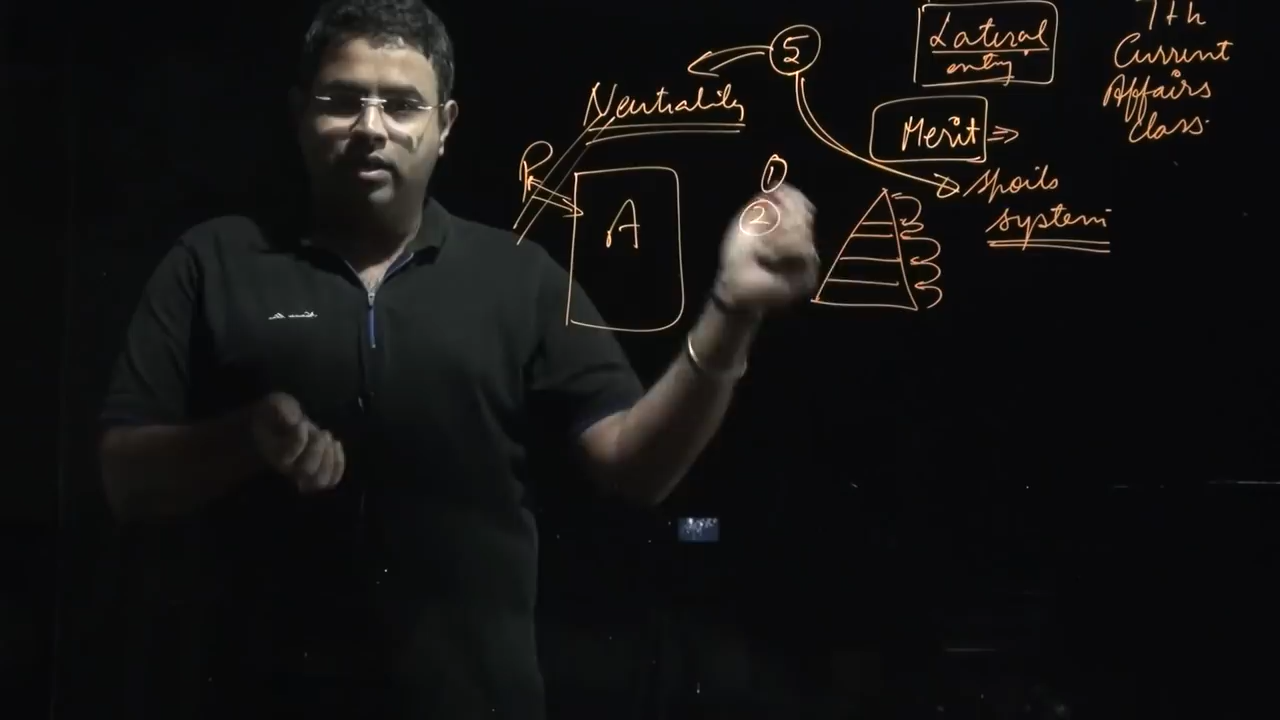 5
Neutrality
P
A
1
2
Lateral
entry
Merit
spoils
system
7th
Current
Affairs
class.